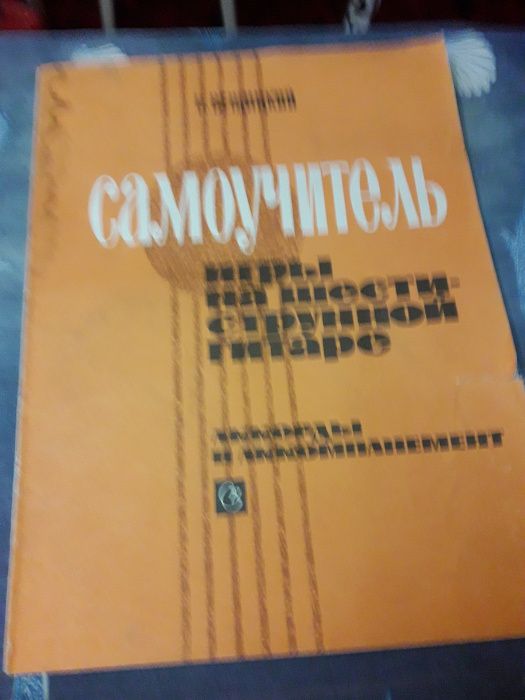 самоучитель
игры
на шести-
струнной
гитаре
аккорды
и аккомпанемент